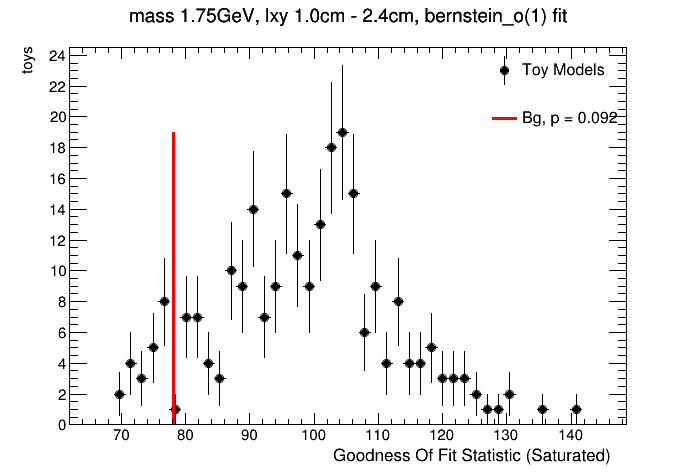 mass 1.75GeV, lxy 1.0cm - 2.4cm, bernstein_o(1) fit
toys
24
22
20
18
16
14
12
10
8
6
4
2
0
Toy Models
Bg, p = 0.092
70 80 90 100 110 120 130 140
Goodness Of Fit Statistic (Saturated)